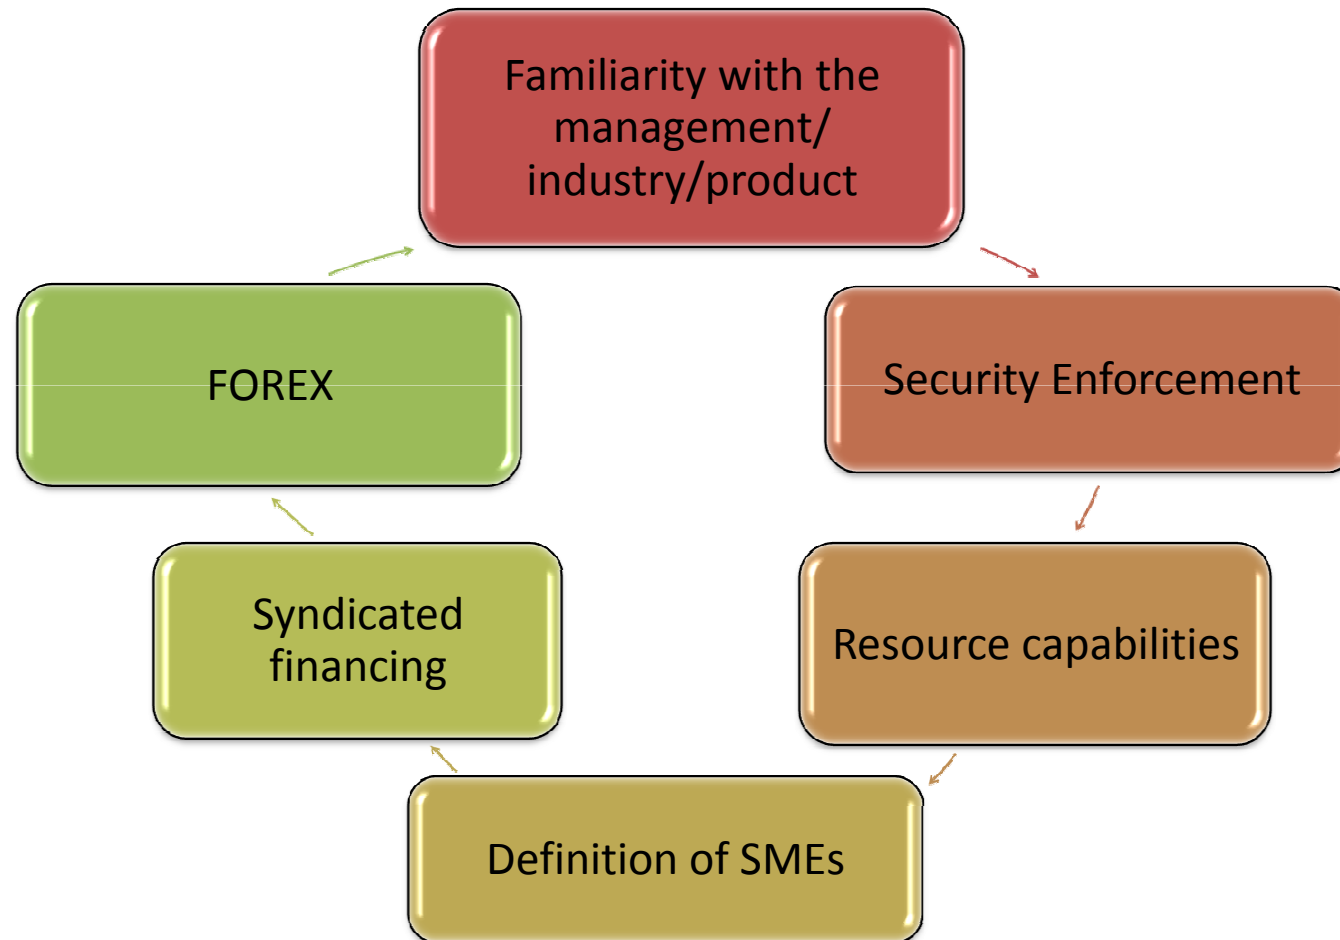 Familiarity with the
management/
industry/product
Security Enforcement
Resource capabilities
Definition of SMEs
Syndicated
financing
FOREX